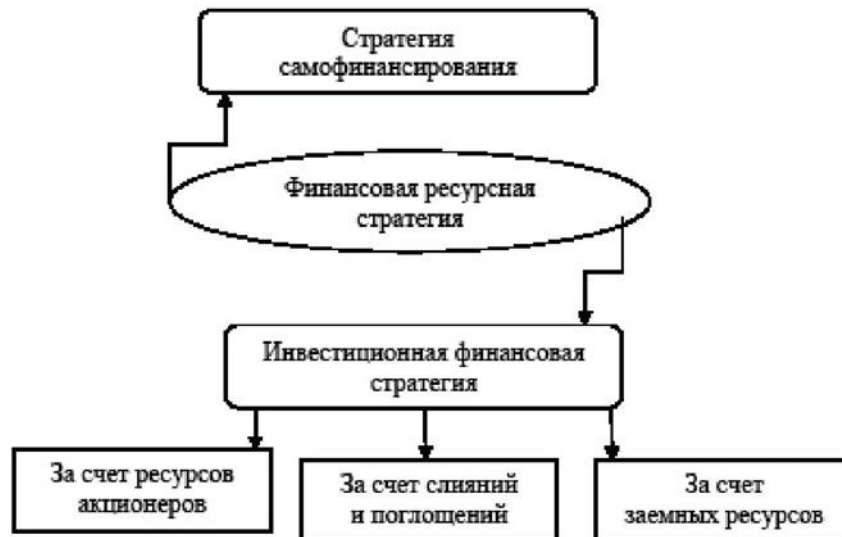 Стратегия
самофинансирования
Финансовая ресурсная
стратегия
Инвестиционная финансовая
стратегия
За счет ресурсов
акционеров
За счет слияний
и поглощений
За счет
заемных ресурсов